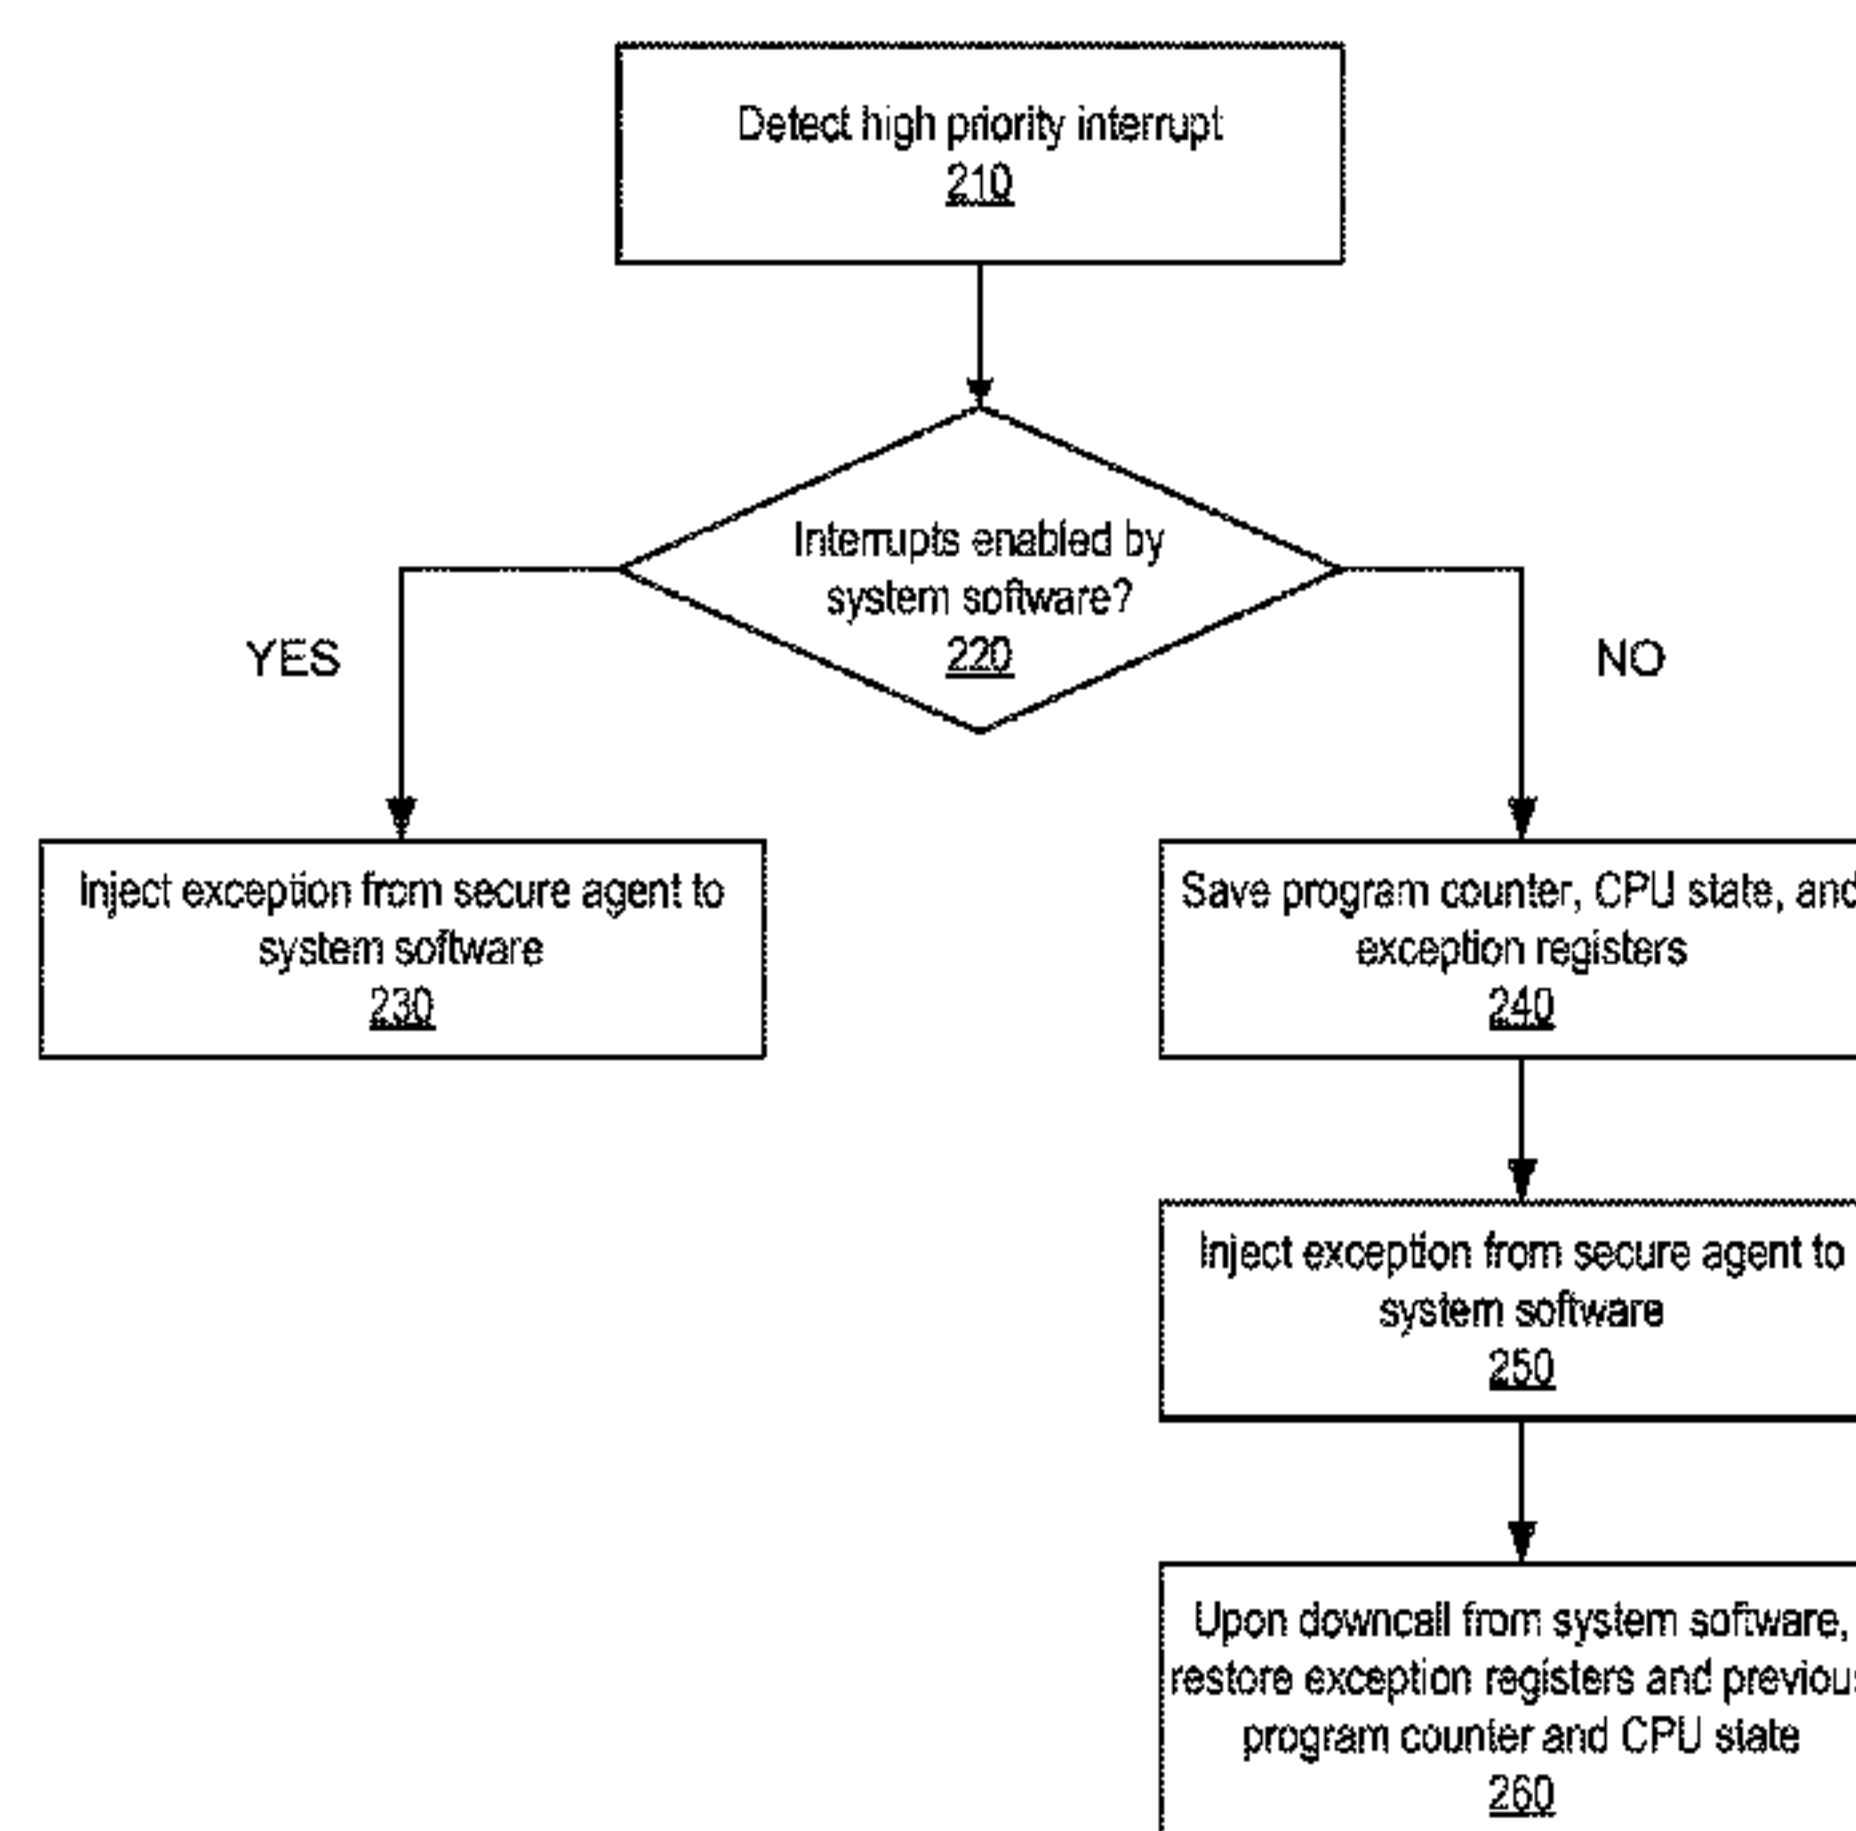 Detect high priority interrupt
210
Interrupts enabled by
system software?
220
YES
NO
Inject exception from secure agent to
system software
230
Save program counter, CPU state, and
exception registers
240
Inject exception from secure agent to
system software
250
Upon downcall from system software,
restore exception registers and previous
program counter and CPU state
260